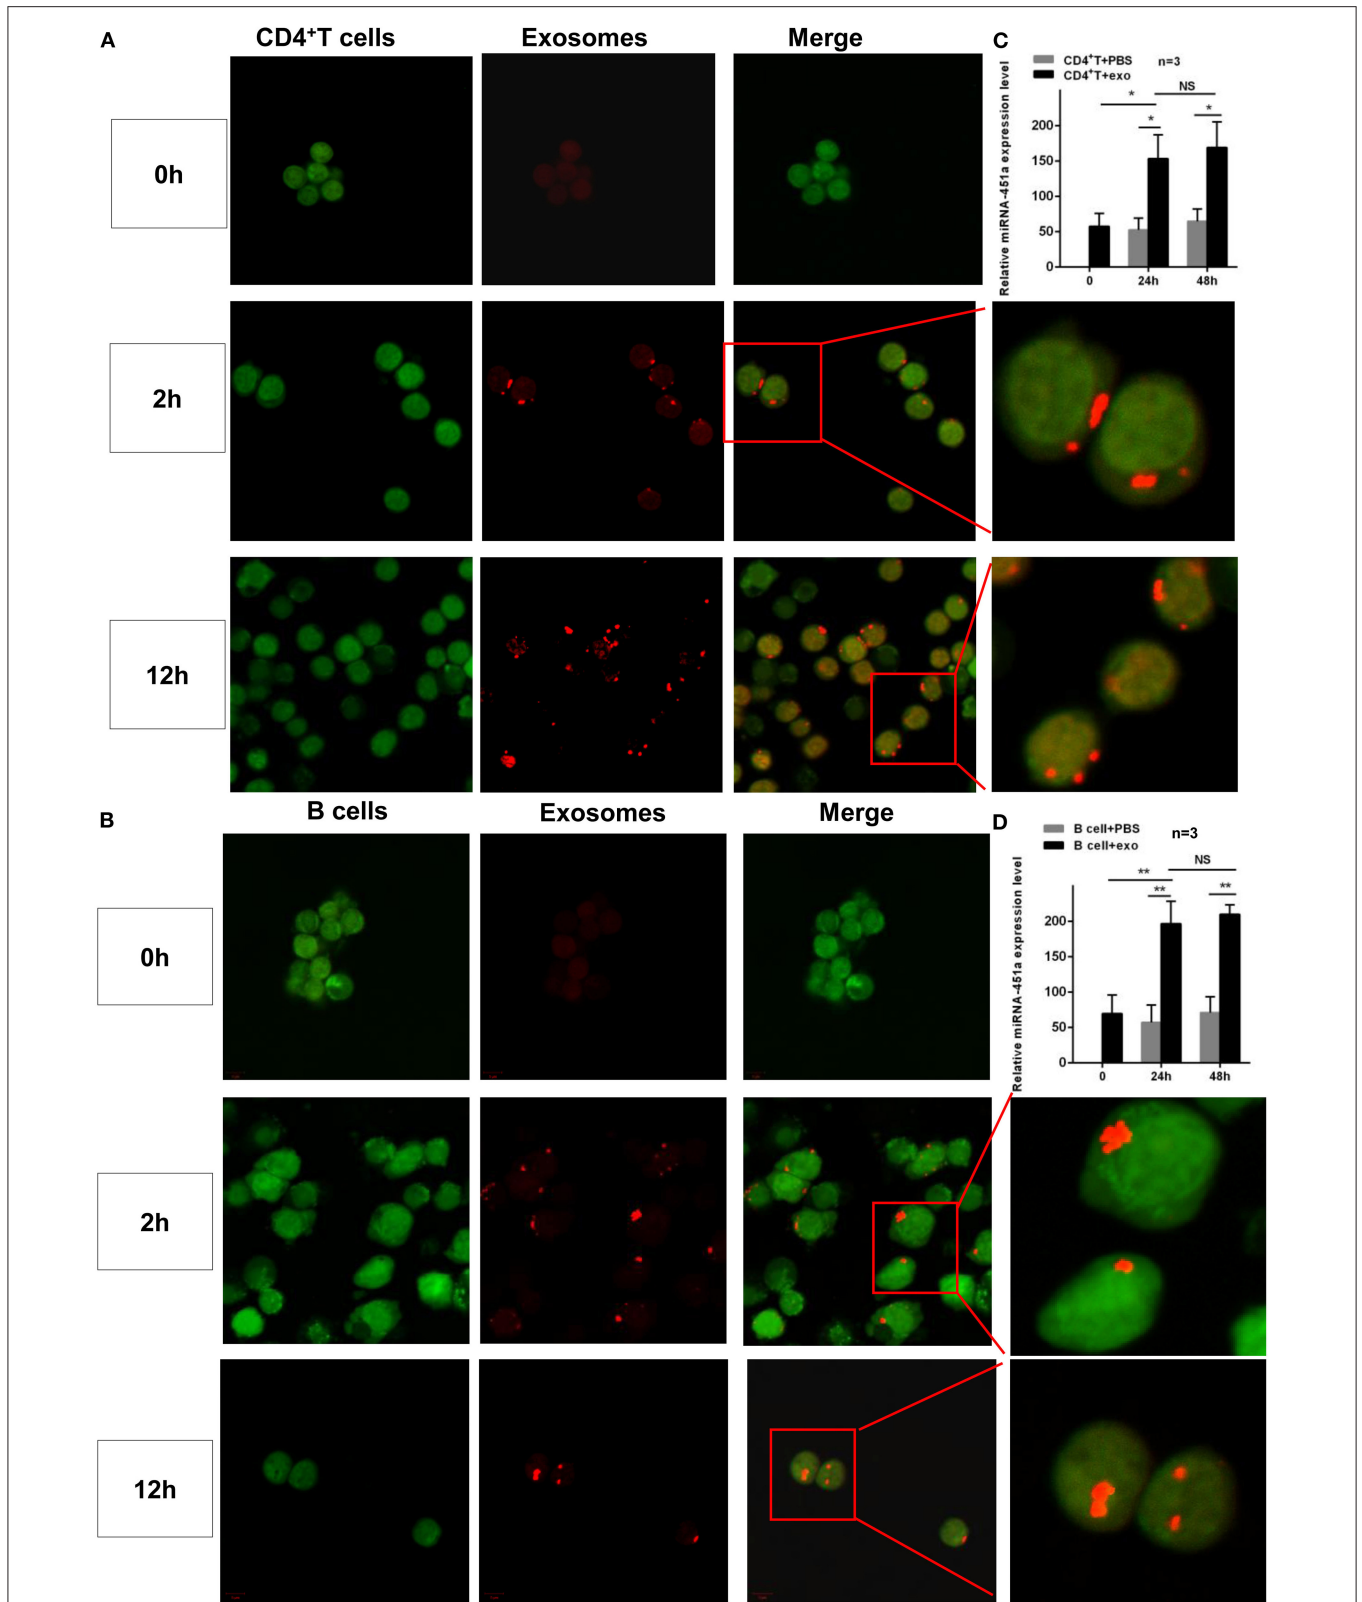 A
CD4⁺T cells
Exosomes
Merge
C
CD4⁺T+PBS
n=3
CD4⁺T+exo
Relative miRNA-451a expression level
NS
*
*
*
200
150
100
50
0
0
24h
48h
0h
2h
12h
B
B cells
Exosomes
Merge
D
B cell+PBS
n=3
B cell+exo
Relative miRNA-451a expression level
NS
**
**
**
200
150
100
50
0
0
24h
48h
0h
2h
12h